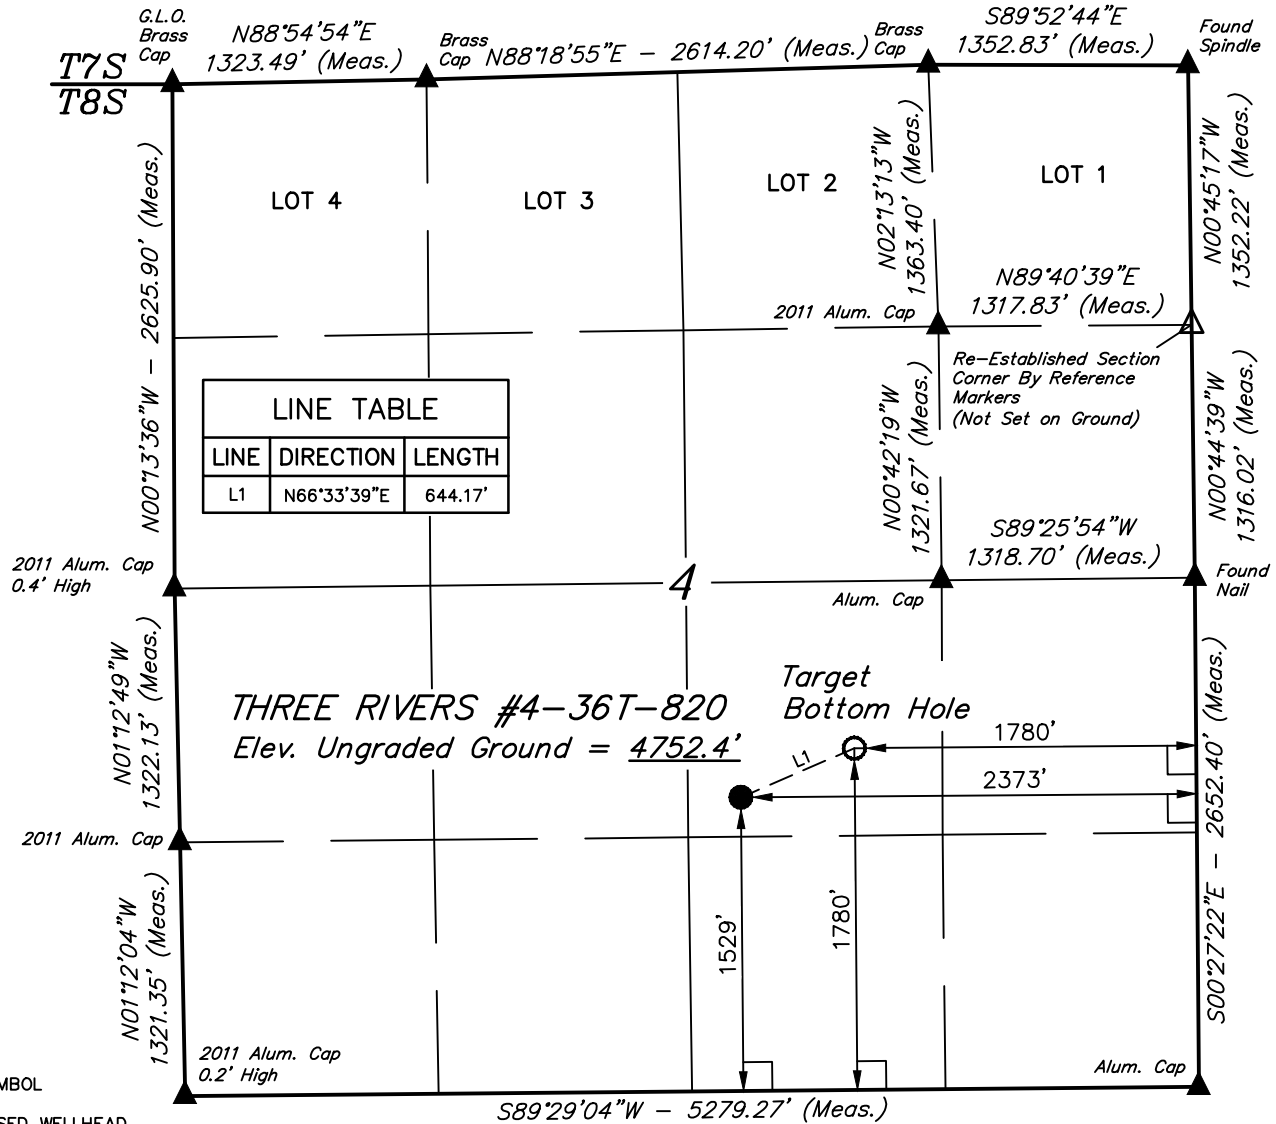 G.L.O.
Brass
Cap
N88°54'54"E
1323.49' (Meas.)
Brass
Cap
N88°18'55"E - 2614.20' (Meas.)
Brass
Cap
S89°52'44"E
1352.83' (Meas.)
Found
Spindle
T7S
T8S
N00°13'36"W - 2625.90' (Meas.)
LOT 4
LOT 3
LOT 2
LOT 1
N02°13'13"W
1363.40' (Meas.)
N00°45'17"W
1352.22' (Meas.)
N89°40'39"E
1317.83' (Meas.)
2011 Alum. Cap
Re-Established Section
Corner By Reference
Markers
(Not Set on Ground)
LINE TABLE
LINE DIRECTION LENGTH
L1 N66°33'39"E 644.17'
N00°42'19"W
1321.67' (Meas.)
N00°44'39"W
1316.02' (Meas.)
S89°25'54"W
1318.70' (Meas.)
2011 Alum. Cap
0.4' High
4
Alum. Cap
Found
Nail
N01°12'49"W
1322.13' (Meas.)
THREE RIVERS #4-36T-820
Elev. Ungraded Ground = 4752.4'
Target
Bottom Hole
L1
1780'
2373'
S00°27'22"E - 2652.40' (Meas.)
2011 Alum. Cap
N01°12'04"W
1321.35' (Meas.)
1529'
1780'
2011 Alum. Cap
0.2' High
Alum. Cap
MBOL
S89°29'04"W - 5279.27' (Meas.)
SED WELLHEAD